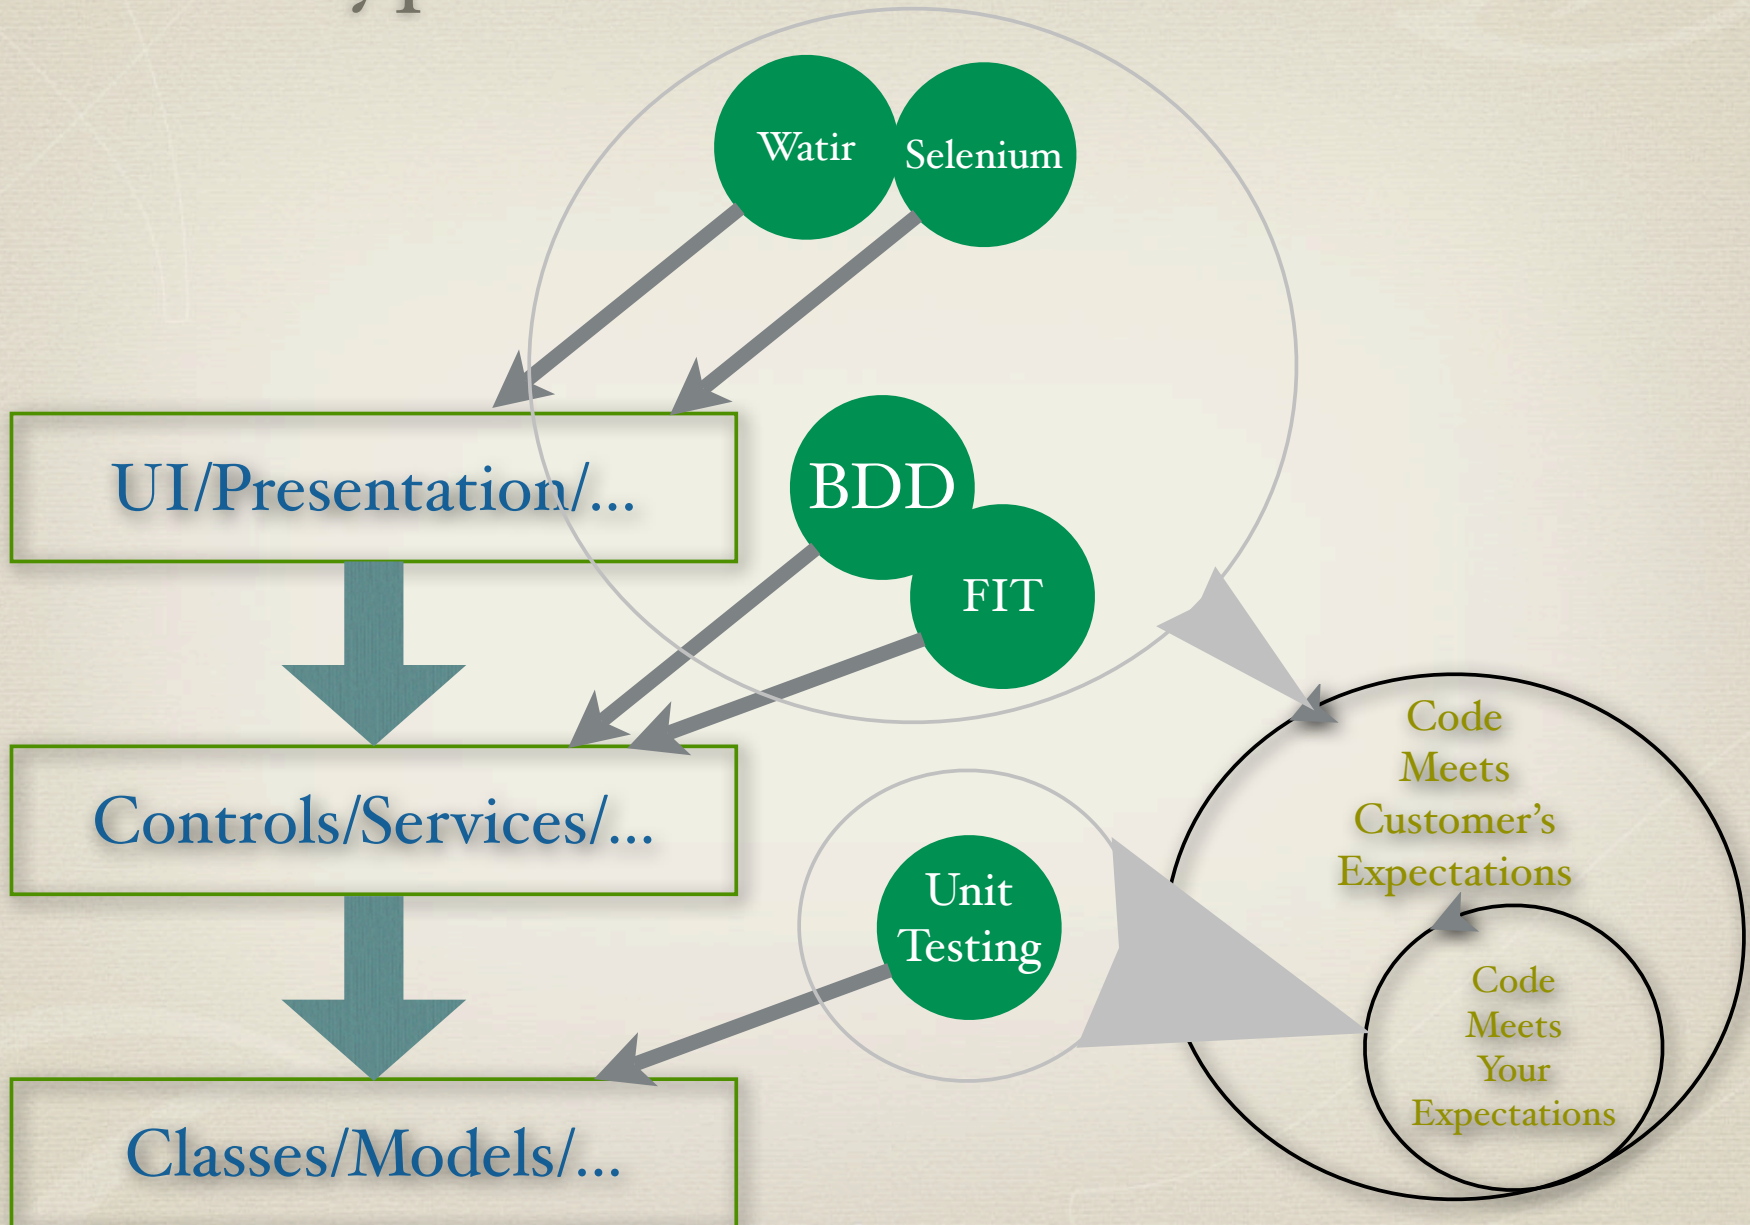 Watir
Selenium
UI/Presentation/...
BDD
FIT
Controls/Services/...
Code
Meets
Customer’s
Expectations
Unit
Testing
Code
Meets
Your
Expectations
Classes/Models/...